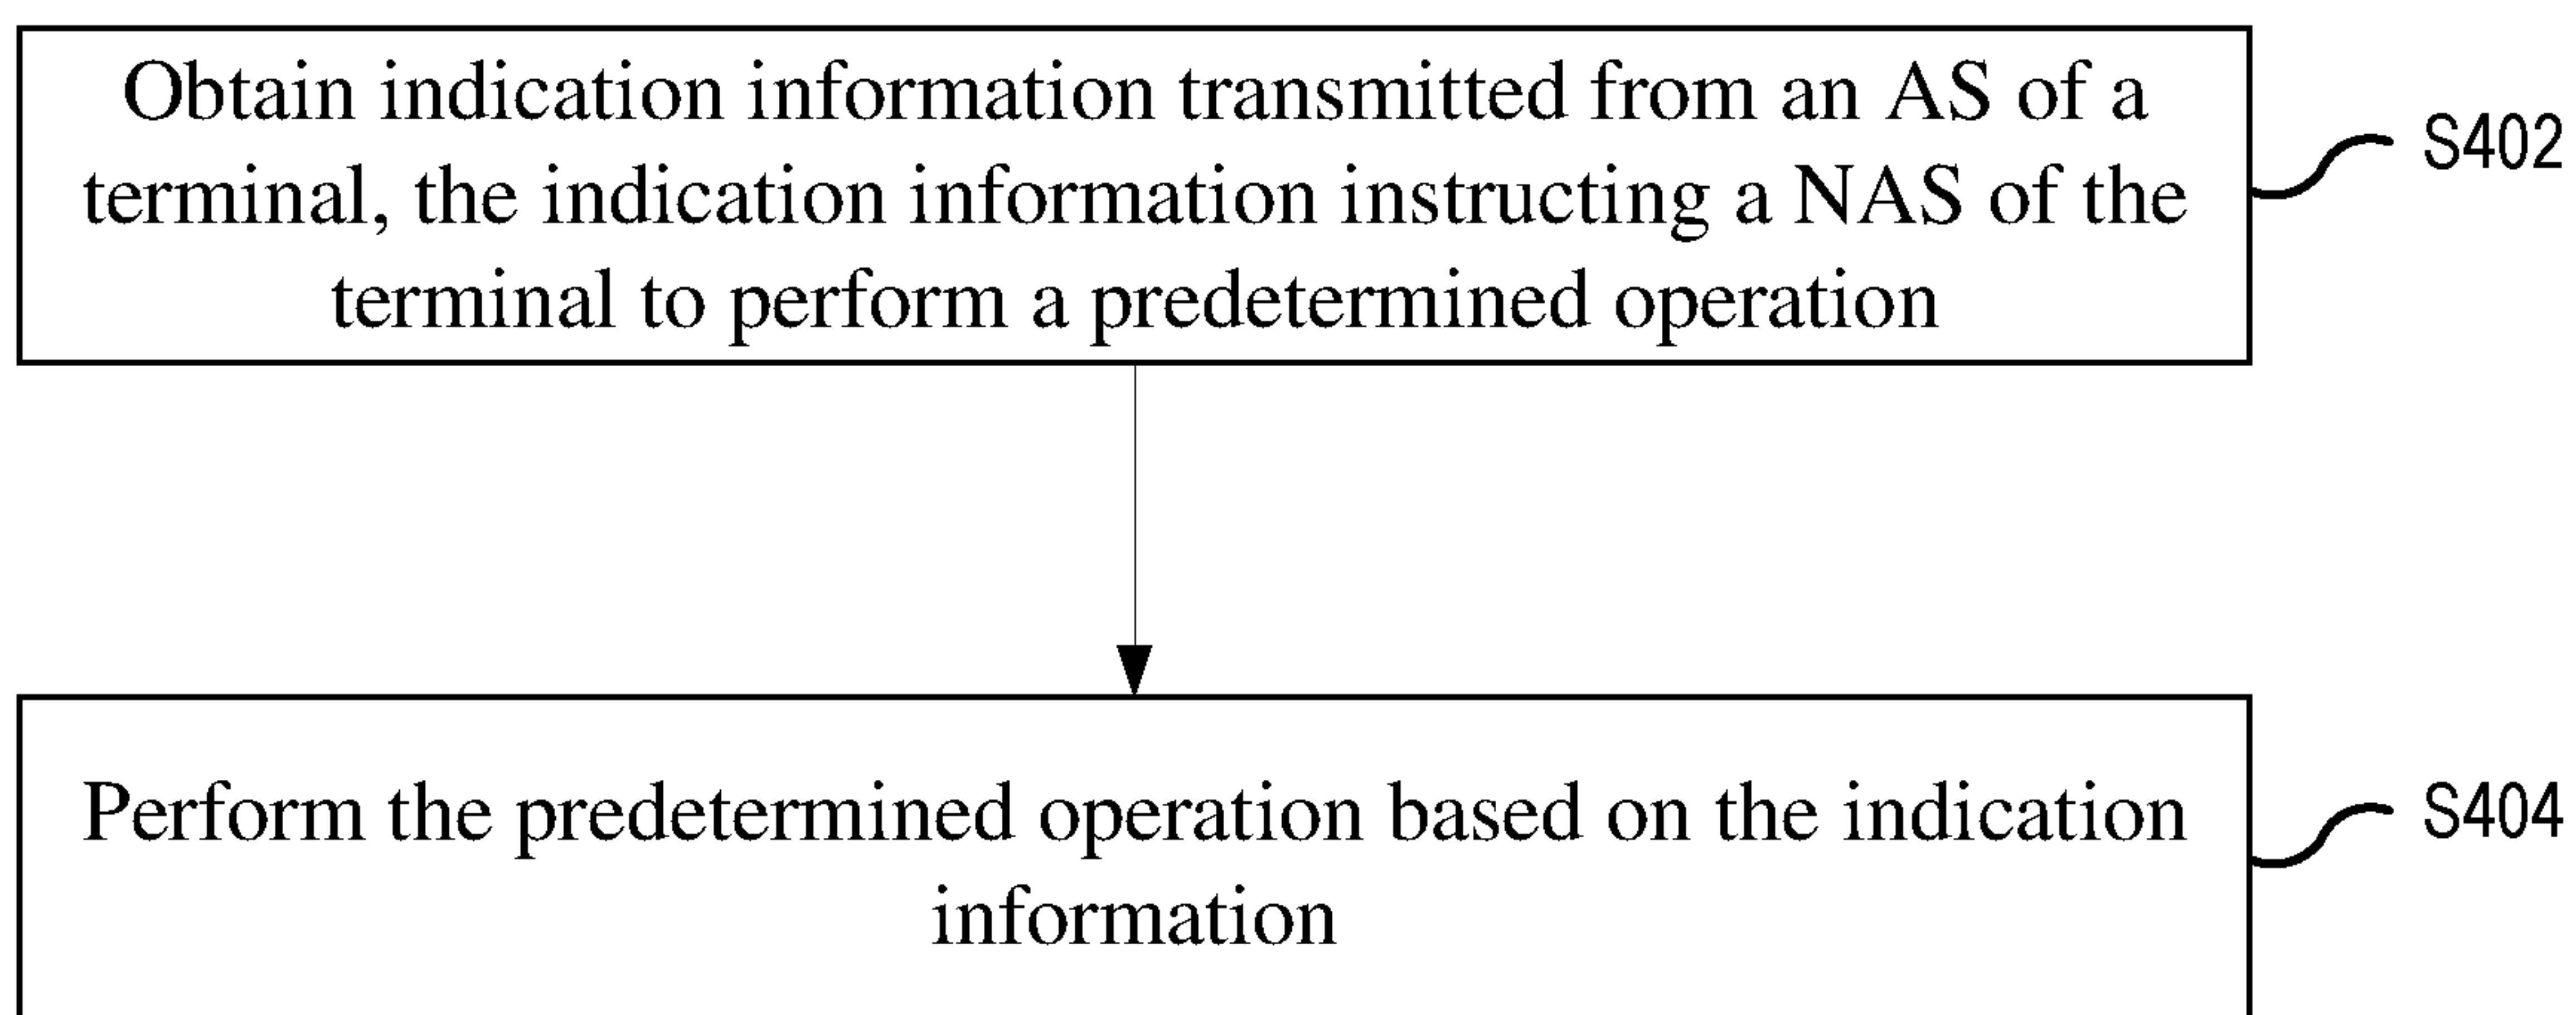 Obtain indication information transmitted from an AS of a
terminal, the indication information instructing a NAS of the
terminal to perform a predetermined operation
S402
Perform the predetermined operation based on the indication
information
S404